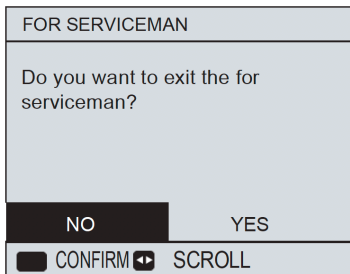 FOR SERVICEMAN
Do you want to exit the for
serviceman?
NO YES
CONFIRM SCROLL